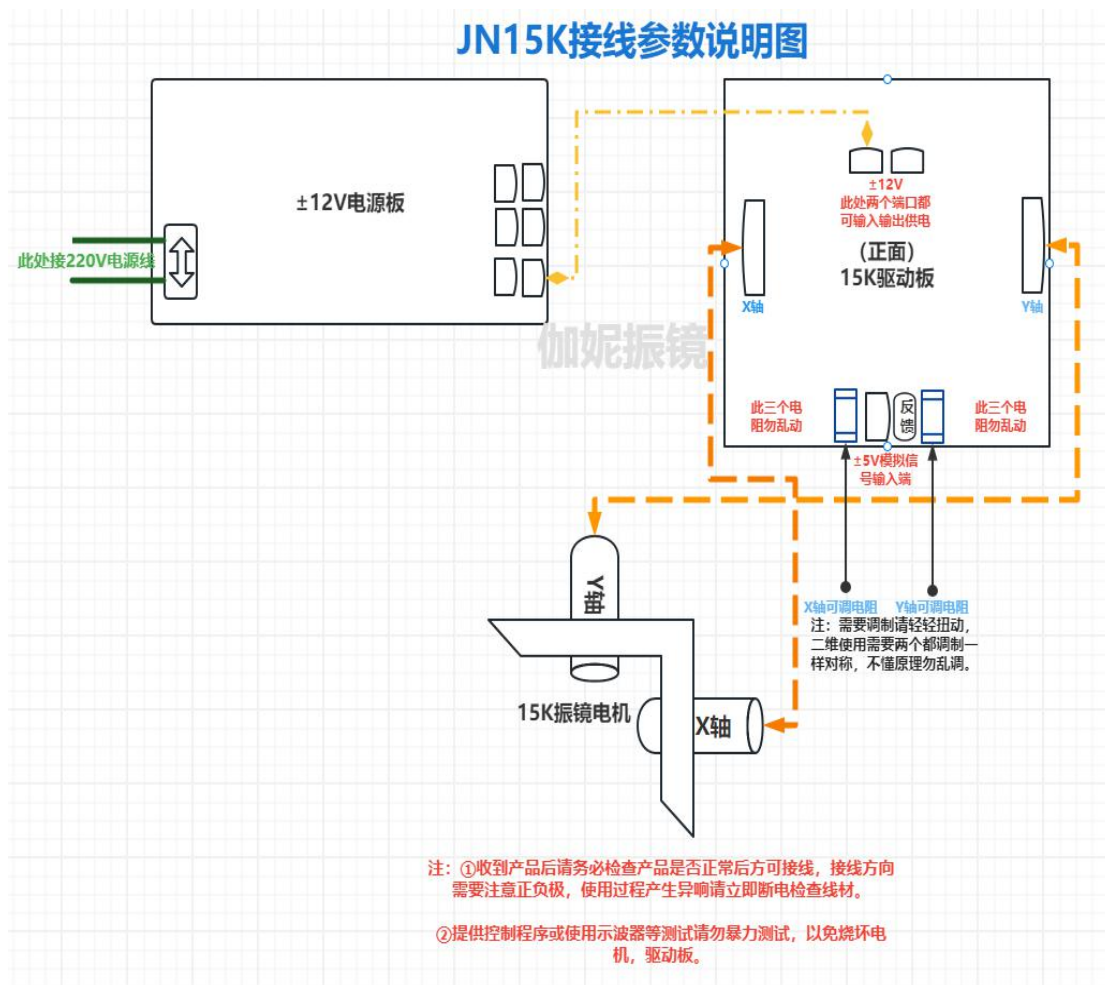 JN15K接线参数说明图
±12V电源板
此处接220V电源线
±12V
此处两个端口都
可输入输出供电
(正面)
15K驱动板
X轴
Y轴
伽妮振镜
此三个电
阻勿乱动
反
馈
此三个电
阻勿乱动
±5V模拟信
号输入端
Y轴
X轴可调电阻
Y轴可调电阻
注：需要调制请轻轻扭动，
二维使用需要两个都调制一
样对称，不懂原理勿乱调。
15K振镜电机
X轴
注：①收到产品后请务必检查产品是否正常后方可接线，接线方向
需要注意正负极，使用过程产生异响请立即断电检查线材。
②提供控制程序或使用示波器等测试请勿暴力测试，以免烧坏电
机，驱动板。